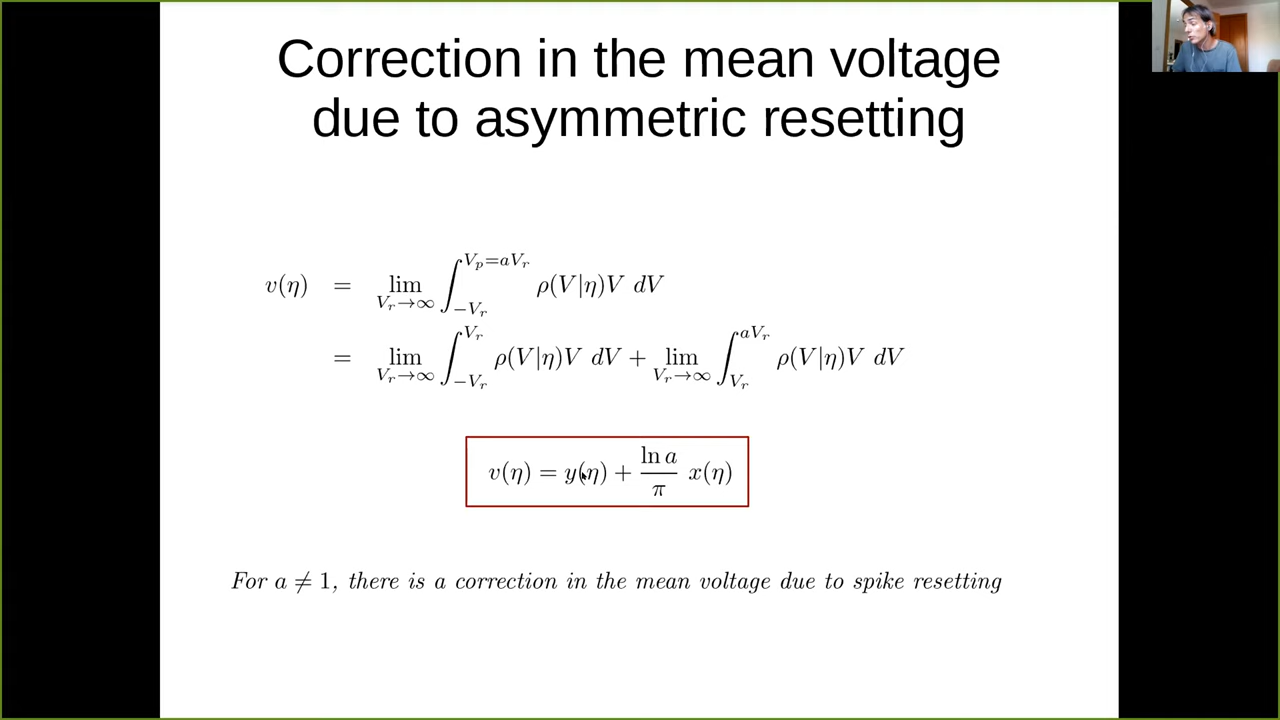 Correction in the mean voltage
due to asymmetric resetting
v(η) = lim_{V_r→∞} ∫_{−V_r}^{V_p=aV_r} ρ(V|η)V dV
= lim_{V_r→∞} ∫_{−V_r}^{V_r} ρ(V|η)V dV + lim_{V_r→∞} ∫_{V_r}^{aV_r} ρ(V|η)V dV
v(η) = y(η) + \frac{ln a}{π} x(η)
For a ≠ 1, there is a correction in the mean voltage due to spike resetting